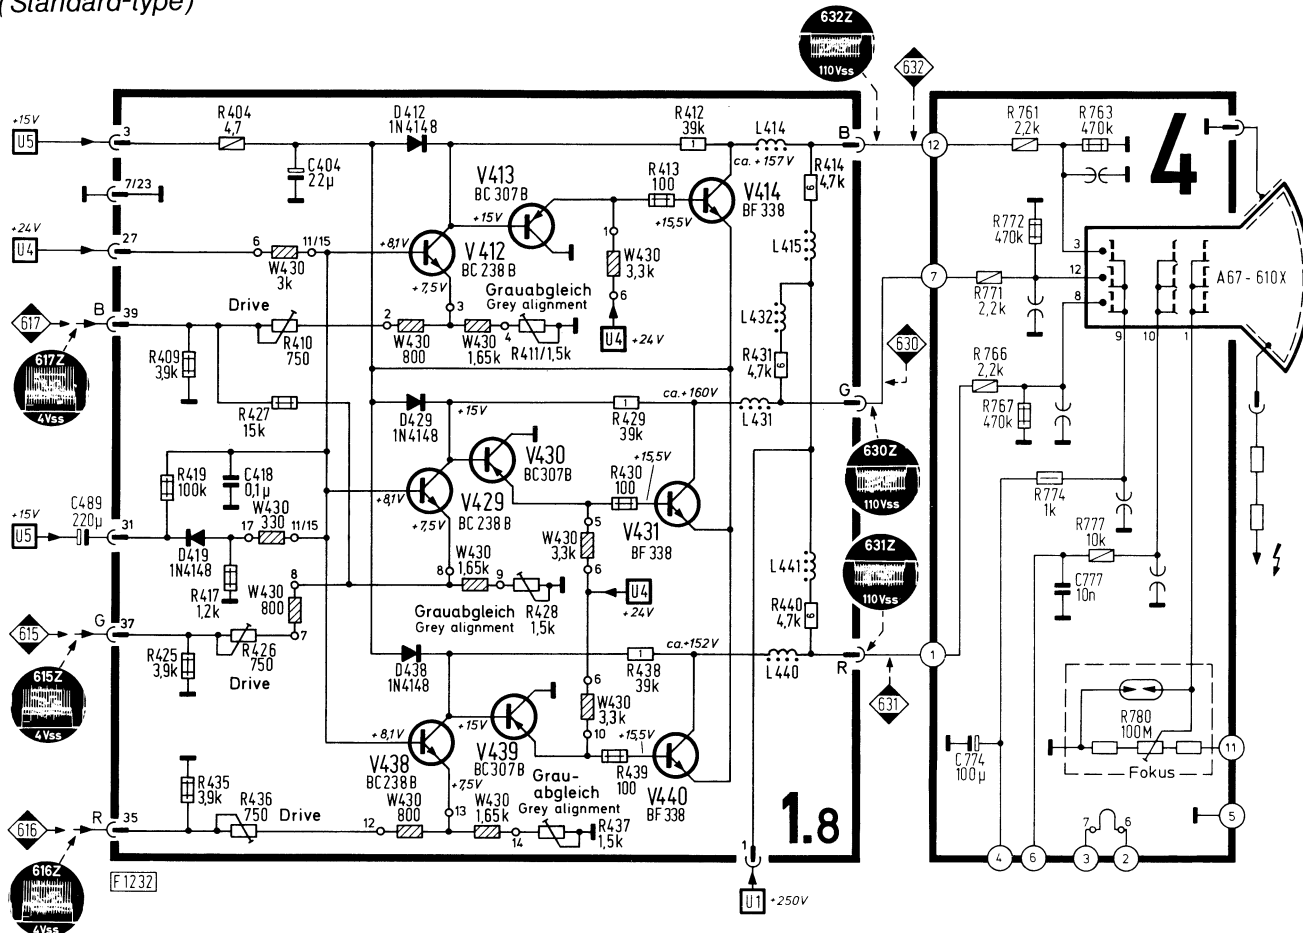 (Standard-type)
632Z
110Vss
632
+15V
U5
3
R404
4,7
D412
1N4148
R412
39k
L414
B
12
R761
2,2k
R763
470k
4
C404
22µ
ca.+157V
R414
4,7k
6
1
7/23
V413
BC307B
R413
100
V414
BF338
+24V
U4
27
6
11/15
W430
3k
+8,1V
+15V
+15,5V
V412
BC238B
+7,5V
1
W430
3,3k
6
U4
+24V
L415
7
R772
470k
R771
2,2k
3
12
8
A67-610X
9
10
1
617
B
39
617Z
4Vss
Drive
R410
750
R409
3,9k
2
W430
800
3
W430
1,65k
4
R411/1,5k
Grauabgleich
Grey alignment
L432
R431
4,7k
6
630
R427
15k
D429
1N4148
+15V
1
R429
39k
ca.+160V
L431
G
R766
2,2k
R767
470k
630Z
110Vss
V430
BC307B
+15,5V
R430
100
V431
BF338
R419
100k
C418
0,1µ
+8,1V
V429
BC238B
+7,5V
+15V
U5
C489
220µ
31
D419
1N4148
17
W430
330
11/15
R417
1,2k
8
W430
800
7
8
W430
1,65k
9
R428
1,5k
Grauabgleich
Grey alignment
5
W430
3,3k
6
U4
+24V
L441
R440
4,7k
6
631Z
110Vss
R774
1k
R777
10k
C777
10n
615
G
37
615Z
4Vss
R425
3,9k
R426
750
Drive
D438
1N4148
1
R438
39k
ca.+152V
L440
R
1
631
6
W430
3,3k
10
+8,1V
+15V
V439
BC307B
+15,5V
R439
100
V440
BF338
V438
BC238B
+7,5V
Grau-
abgleich
Grey alignment
R780
100M
Fokus
11
C774
100µ
R435
3,9k
R436
750
Drive
12
W430
800
13
W430
1,65k
14
R437
1,5k
616
R
35
616Z
4Vss
1.8
5
7
6
4
6
3
2
F1232
1
U1
+250V